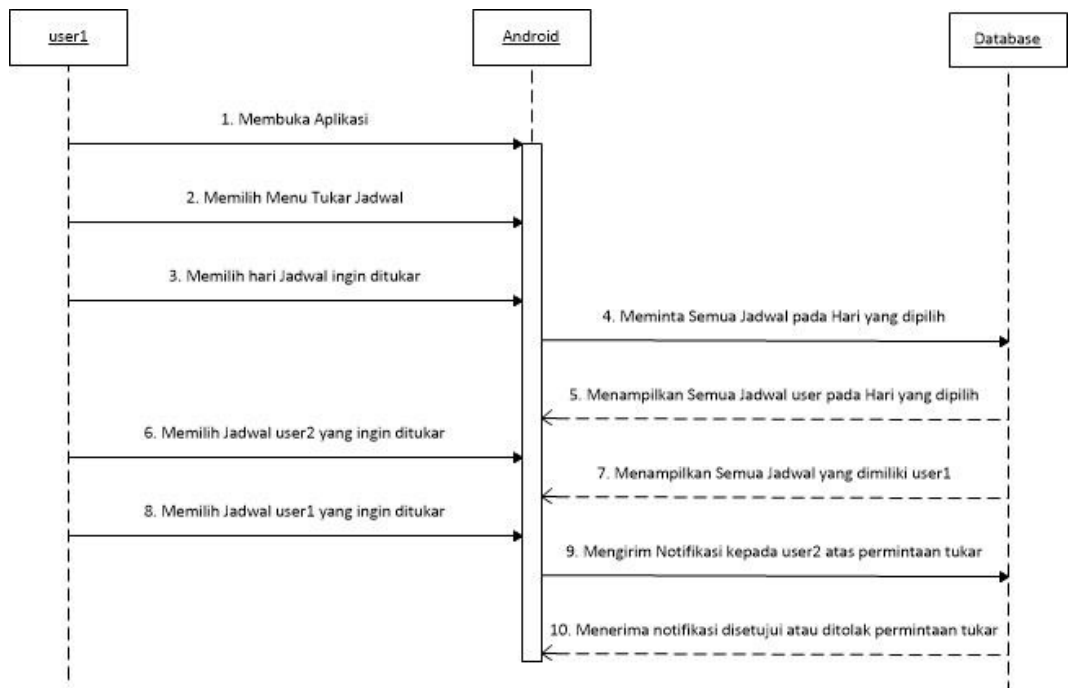 user1
Android
Database
1. Membuka Aplikasi
2. Memilih Menu Tukar Jadwal
3. Memilih hari Jadwal ingin ditukar
4. Meminta Semua Jadwal pada Hari yang dipilih
5. Menampilkan Semua Jadwal user pada Hari yang dipilih
6. Memilih Jadwal user2 yang ingin ditukar
7. Menampilkan Semua Jadwal yang dimiliki user1
8. Memilih Jadwal user1 yang ingin ditukar
9. Mengirim Notifikasi kepada user2 atas permintaan tukar
10. Menerima notifikasi disetujui atau ditolak permintaan tukar